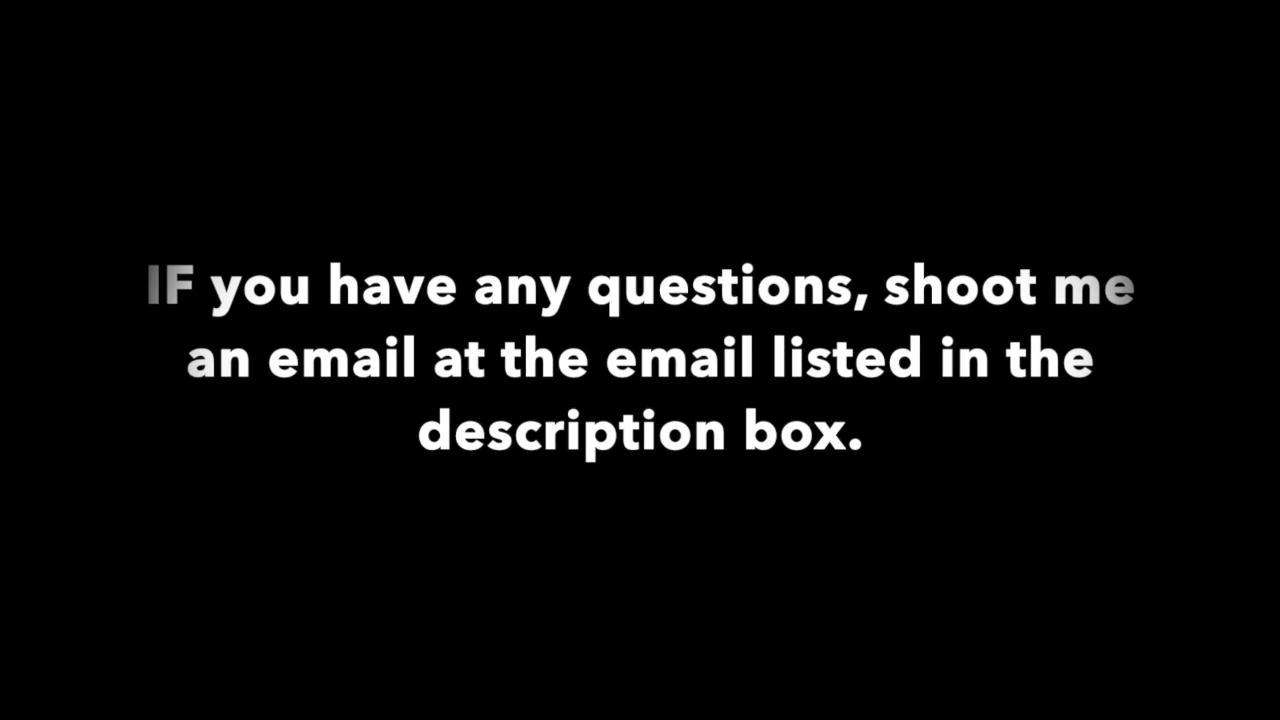 IF you have any questions, shoot me
an email at the email listed in the
description box.